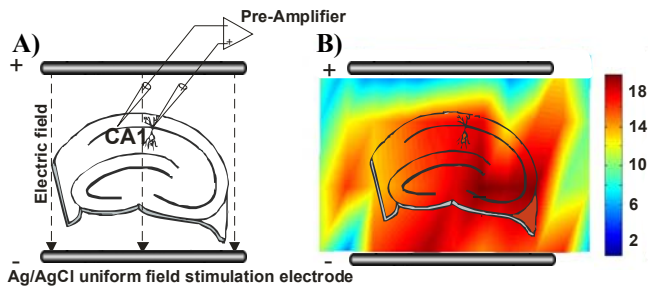 Pre-Amplifier
A)
B)
+
+
-
+
18
14
10
6
2
CA1
Electric field
-
-
Ag/AgCl uniform field stimulation electrode